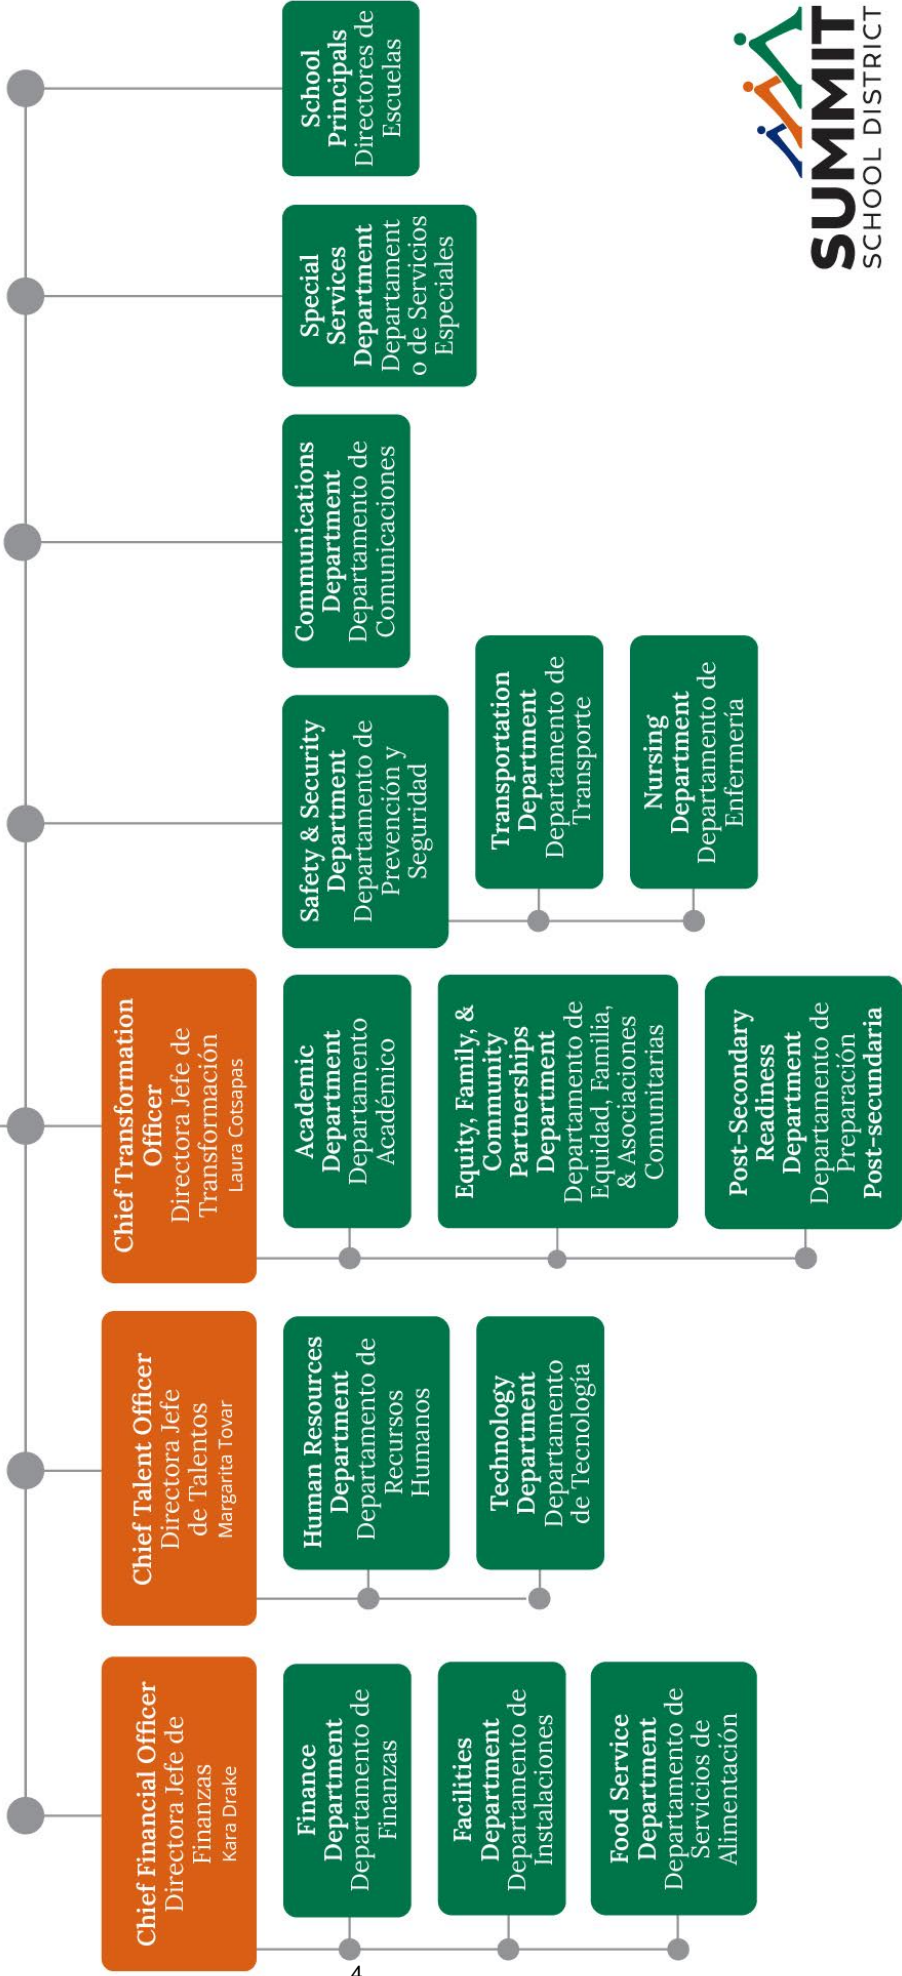 Chief Financial Officer
Directora Jefe de
Finanzas
Kara Drake
Finance
Department
Departamento de
Finanzas
Facilities
Department
Departamento de
Instalaciones
Food Service
Department
Departamento de
Servicios de
Alimentación
Chief Talent Officer
Directora Jefe
de Talentos
Margarita Tovar
Human Resources
Department
Departamento de
Recursos
Humanos
Technology
Department
Departamento
de Tecnología
Chief Transformation
Officer
Directora Jefe de
Transformación
Laura Cotsapas
Academic
Department
Departamento
Académico
Equity, Family, &
Community
Partnerships
Department
Departamento de
Equidad, Familia,
& Asociaciones
Comunitarias
Post-Secondary
Readiness
Department
Departamento de
Preparación
Post-secundaria
Safety & Security
Department
Departamento de
Prevención y
Seguridad
Transportation
Department
Departamento de
Transporte
Nursing
Department
Departamento de
Enfermería
Communications
Department
Departamento de
Comunicaciones
Special
Services
Department
Departament
o de Servicios
Especiales
School
Principals
Directores de
Escuelas
SUMMIT
SCHOOL DISTRICT
4